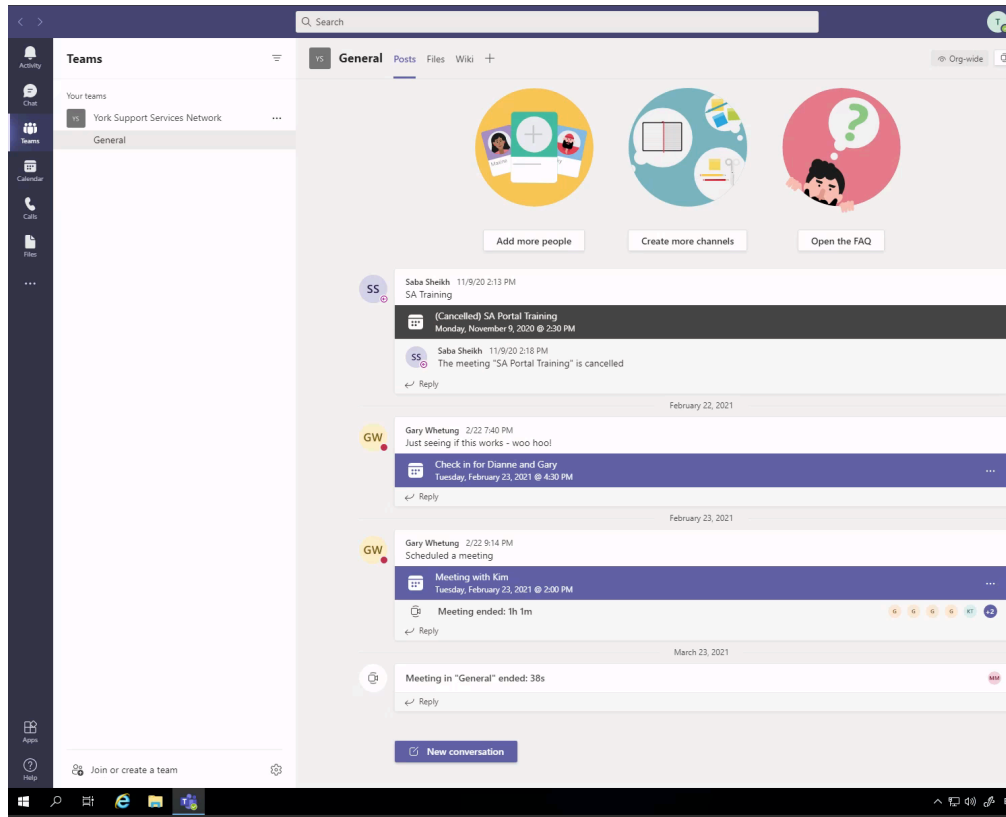 Search
T
Activity
Chat
Teams
Calendar
Calls
Files
Apps
Help
Teams
Your teams
YS York Support Services Network
General
Join or create a team
YS General Posts Files Wiki
Org-wide
Add more people
Create more channels
Open the FAQ
SS
Saba Sheikh 11/9/20 2:13 PM
SA Training
(Cancelled) SA Portal Training
Monday, November 9, 2020 @ 2:30 PM
SS
Saba Sheikh 11/9/20 2:18 PM
The meeting "SA Portal Training" is cancelled
Reply
February 22, 2021
GW
Gary Whetung 2/22 7:40 PM
Just seeing if this works - woo hoo!
Check in for Dianne and Gary
Tuesday, February 23, 2021 @ 4:30 PM
Reply
February 23, 2021
GW
Gary Whetung 2/22 9:14 PM
Scheduled a meeting
Meeting with Kim
Tuesday, February 23, 2021 @ 2:00 PM
Meeting ended: 1h 1m G G G G KT +2
Reply
March 23, 2021
Meeting in "General" ended: 38s MM
Reply
New conversation